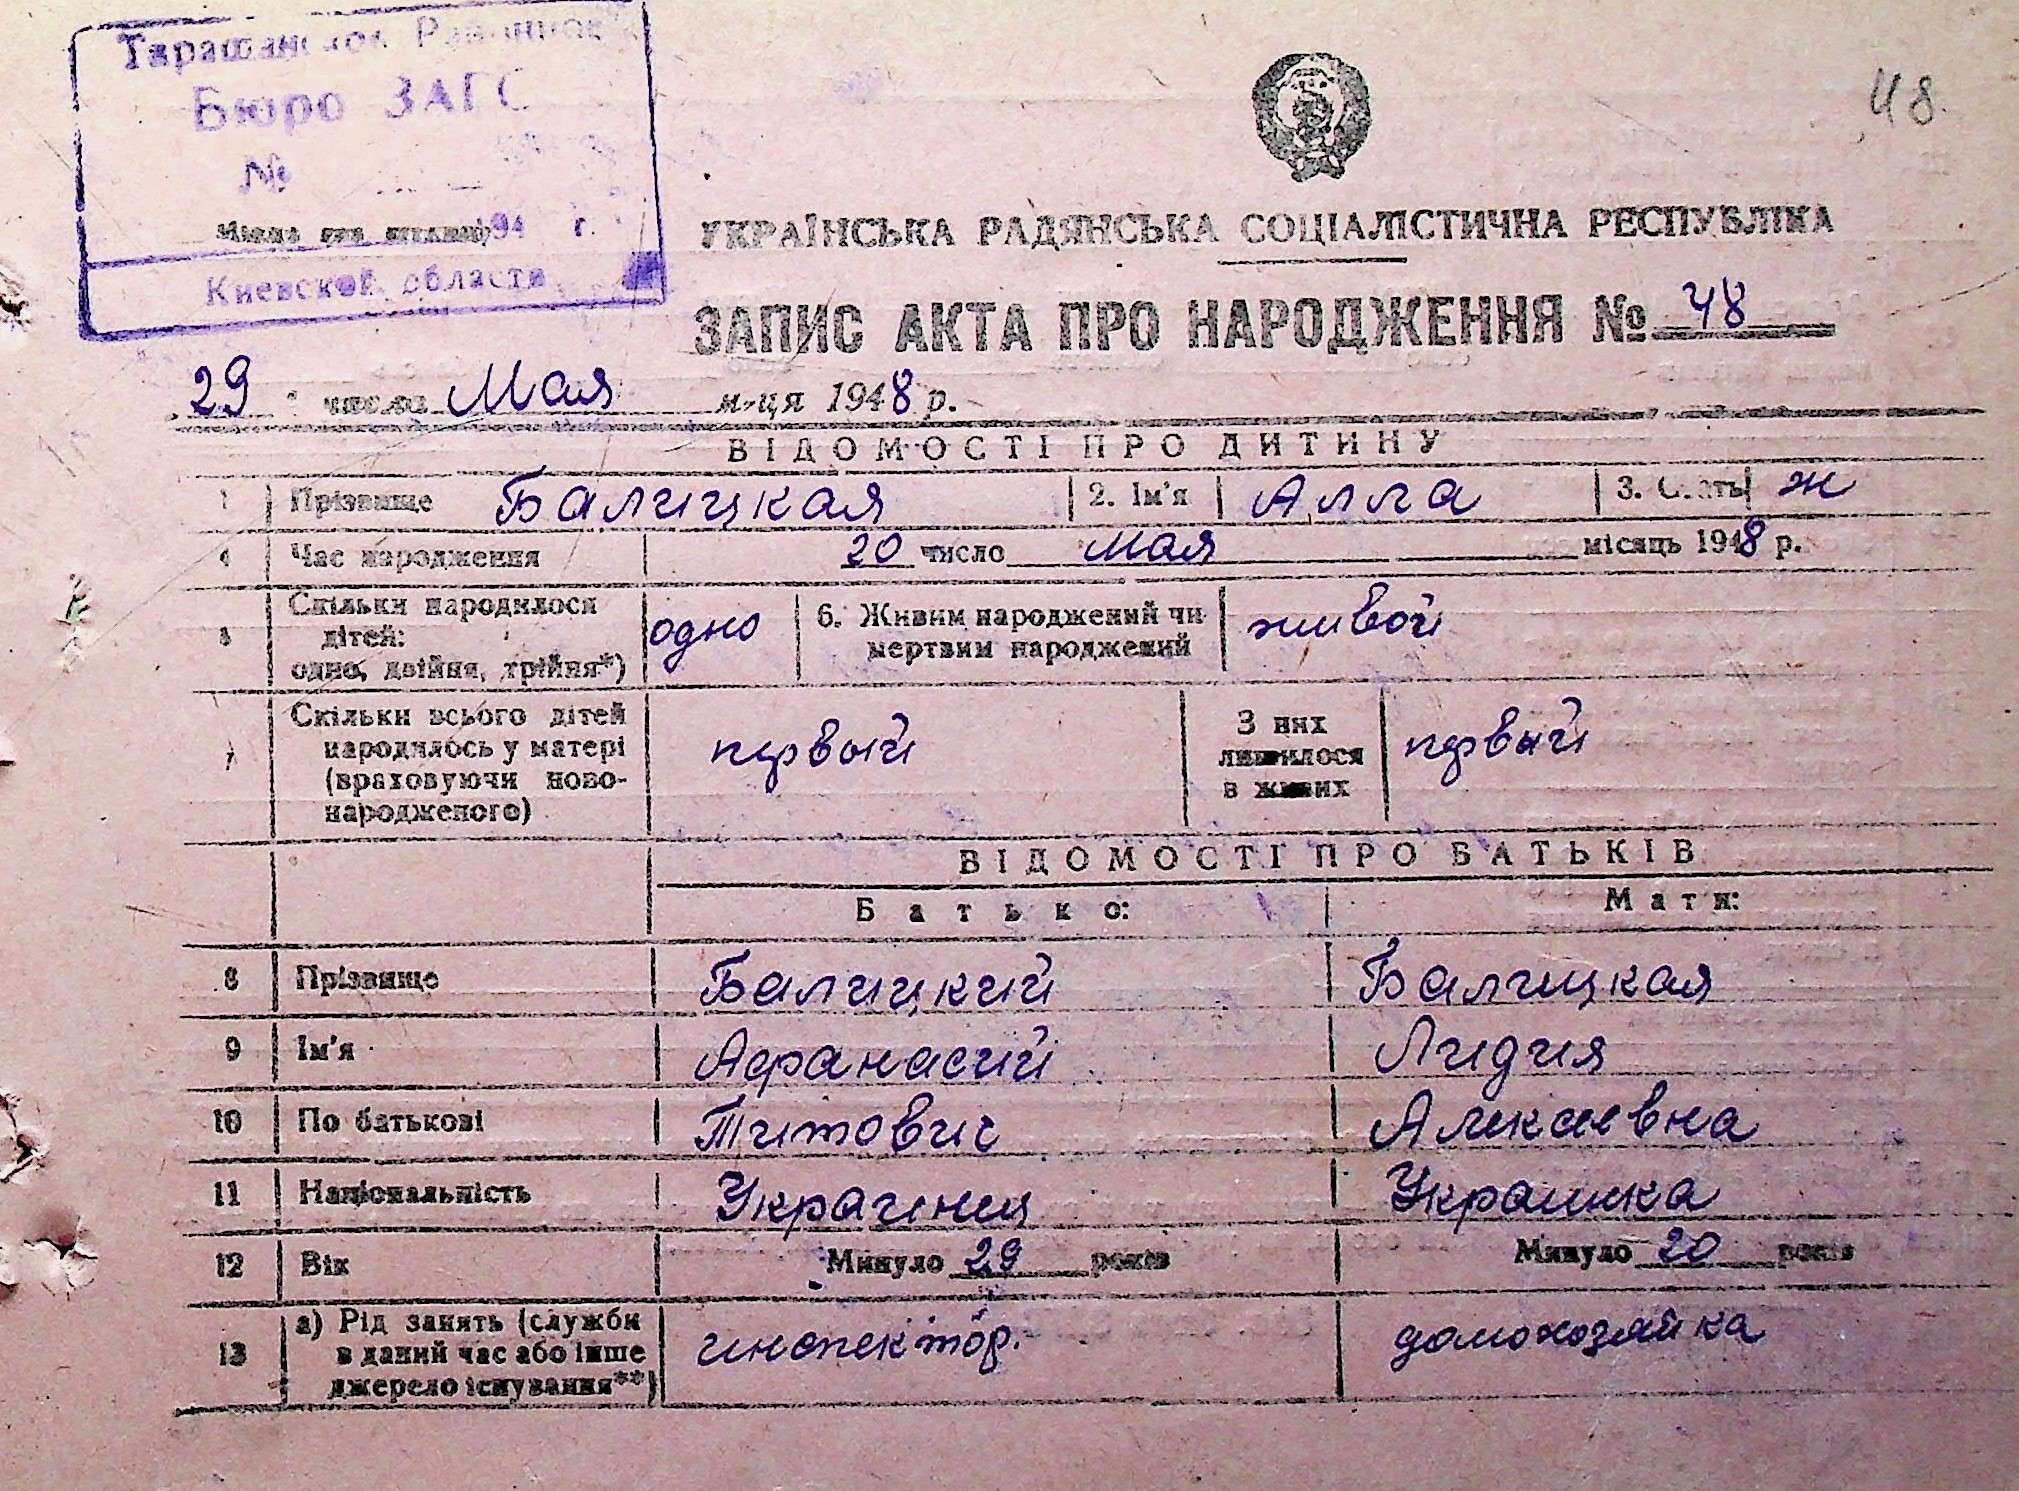 Таращанское Районное
Бюро ЗАГС
№
194 г.
Киевской области
48.
УКРАЇНСЬКА РАДЯНСЬКА СОЦІАЛІСТИЧНА РЕСПУБЛІКА
ЗАПИС АКТА ПРО НАРОДЖЕННЯ № 48
29 числа Мая м-ця 1948 р.
ВІДОМОСТІ ПРО ДИТИНУ
1 Прізвище Балицкая 2. Ім'я Алла 3. Стать ж
4 Час народження 20 число мая місяць 1948 р.
5 Скільки народилося
дітей:
одно, двійня, трійня*) одно 6. Живим народжений чи
мертвим народжений живой
7 Скільки всього дітей
народилось у матері
(враховуючи ново-
народженого) первый З них
лишилося
в живих первый
ВІДОМОСТІ ПРО БАТЬКІВ
Батько: Мати:
8 Прізвище Балицкий Балицкая
9 Ім'я Афанасий Лидия
10 По батькові Титович Алексеевна
11 Національність Украинец Украинка
12 Вік Минуло 29 років Минуло 20 років
13 а) Рід занять (служби
в даний час або інше
джерело існування**) инспектор. домохозяйка